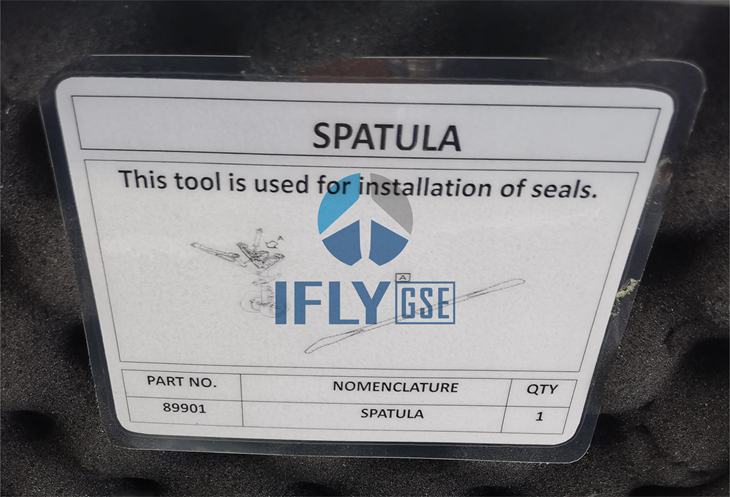 SPATULA
This tool is used for installation of seals.
A
A
IFLY GSE
PART NO. NOMENCLATURE QTY
89901 SPATULA 1